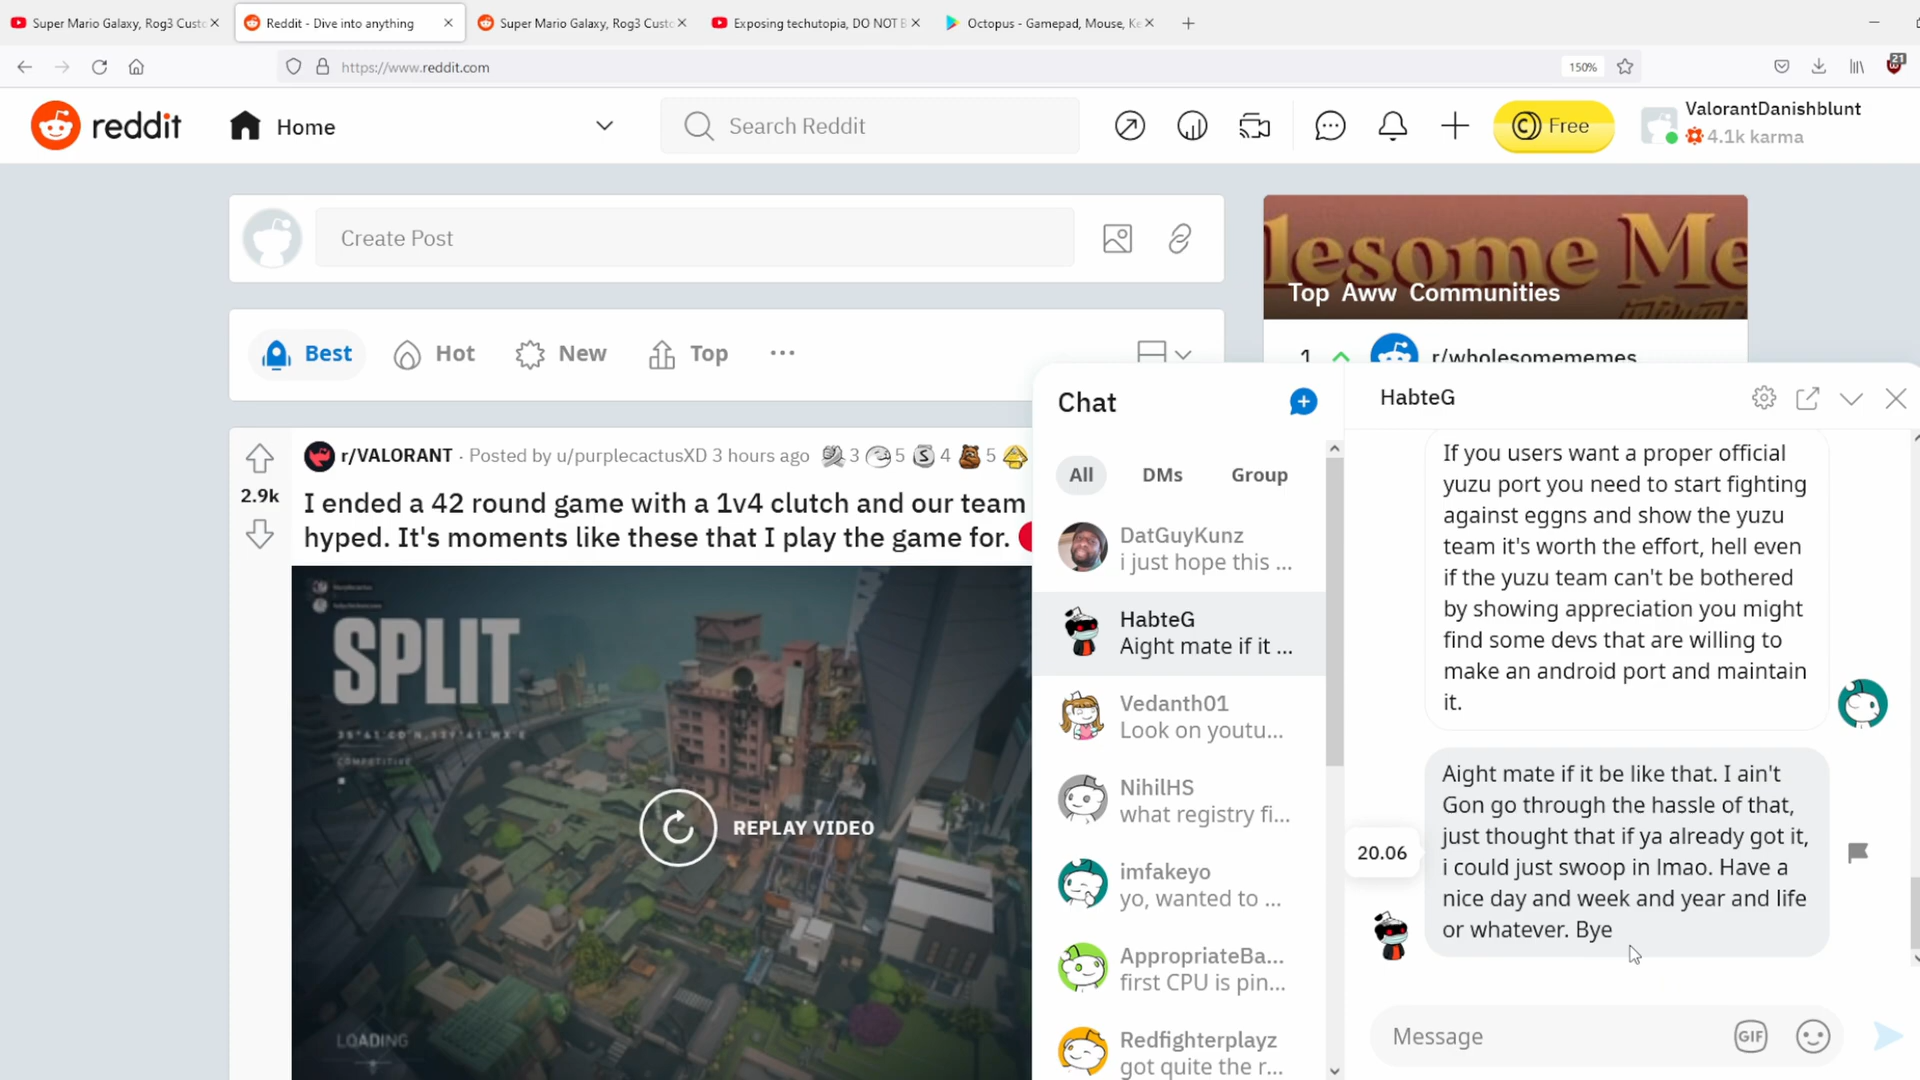 Super Mario Galaxy, Rog3 Custo
Reddit - Dive into anything
Super Mario Galaxy, Rog3 Custo
Exposing techutopia, DO NOT B
Octopus - Gamepad, Mouse, Ke
https://www.reddit.com
150%
21
reddit
Home
Search Reddit
Free
ValorantDanishblunt
4.1k karma
Create Post
lesome Me
Top Aww Communities
Best
Hot
New
Top
1
r/wholesomememes
r/VALORANT · Posted by u/purplecactusXD 3 hours ago
3
5
4
5
2.9k
I ended a 42 round game with a 1v4 clutch and our team
hyped. It's moments like these that I play the game for.
SPLIT
COMPETITIVE
REPLAY VIDEO
LOADING
Chat
All
DMs
Group
DatGuyKunz
i just hope this ...
HabteG
Aight mate if it ...
Vedanth01
Look on youtu...
NihilHS
what registry fi...
imfakeyo
yo, wanted to ...
AppropriateBa...
first CPU is pin...
Redfighterplayz
got quite the r...
HabteG
If you users want a proper official
yuzu port you need to start fighting
against eggns and show the yuzu
team it's worth the effort, hell even
if the yuzu team can't be bothered
by showing appreciation you might
find some devs that are willing to
make an android port and maintain
it.
Aight mate if it be like that. I ain't
Gon go through the hassle of that,
just thought that if ya already got it,
i could just swoop in lmao. Have a
nice day and week and year and life
or whatever. Bye
20.06
Message
GIF